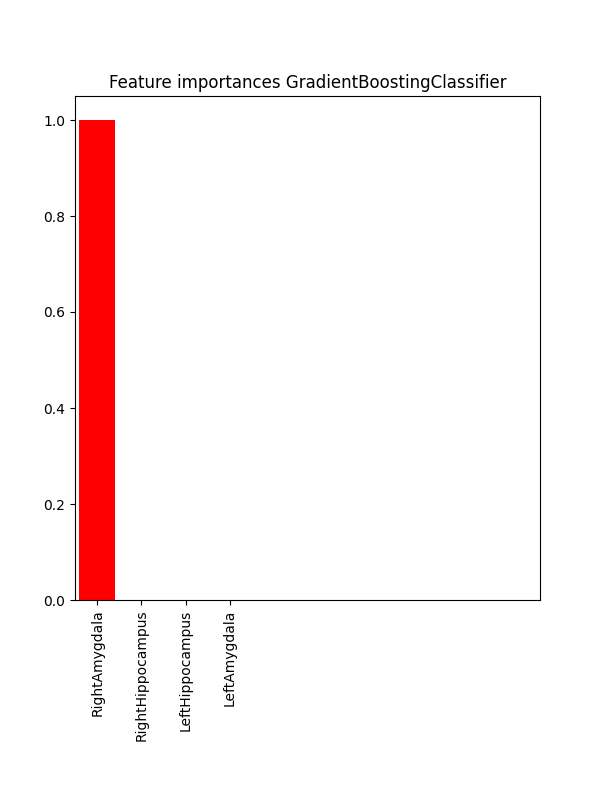 Feature importances GradientBoostingClassifier
1.0
0.8
0.6
0.4
0.2
0.0
RightAmygdala
RightHippocampus
LeftHippocampus
LeftAmygdala